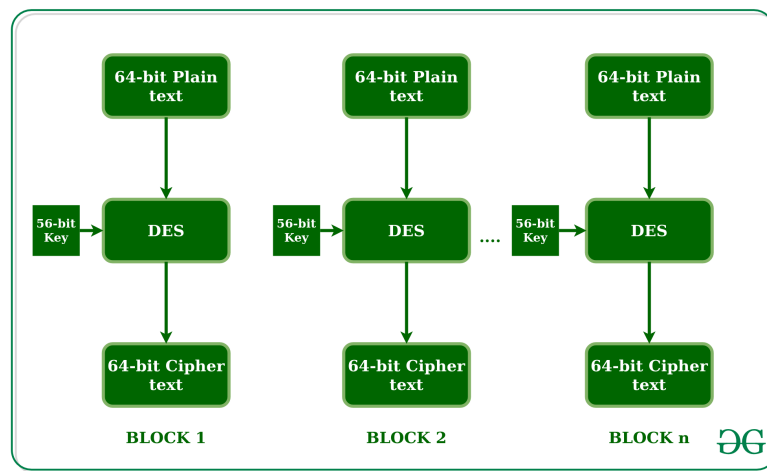 64-bit Plain
text
64-bit Plain
text
64-bit Plain
text
56-bit
Key
DES
56-bit
Key
DES
....
56-bit
Key
DES
64-bit Cipher
text
64-bit Cipher
text
64-bit Cipher
text
BLOCK 1
BLOCK 2
BLOCK n